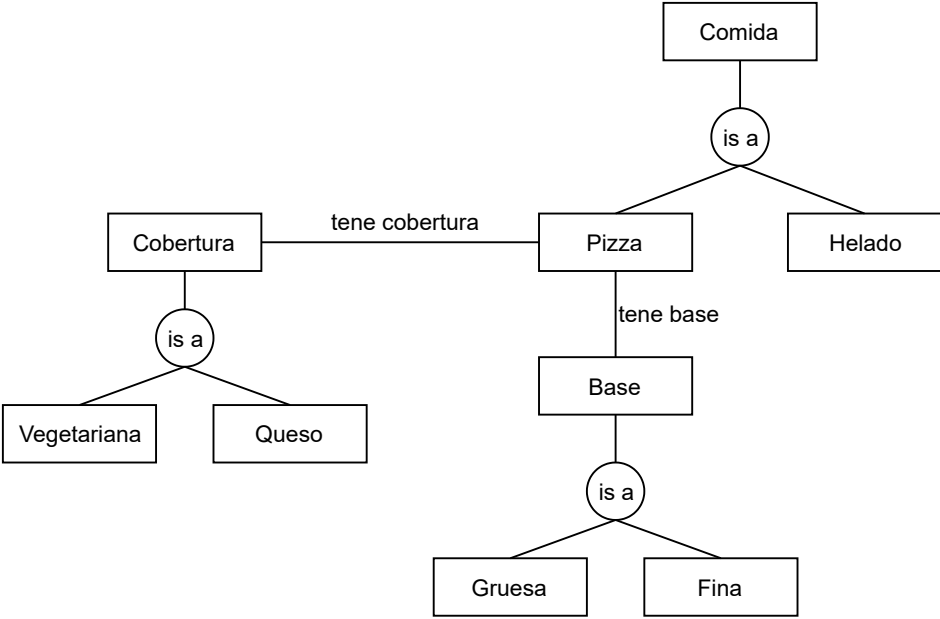 Comida
is a
tene cobertura
Cobertura
Pizza
Helado
tene base
is a
Base
Vegetariana
Queso
is a
Gruesa
Fina